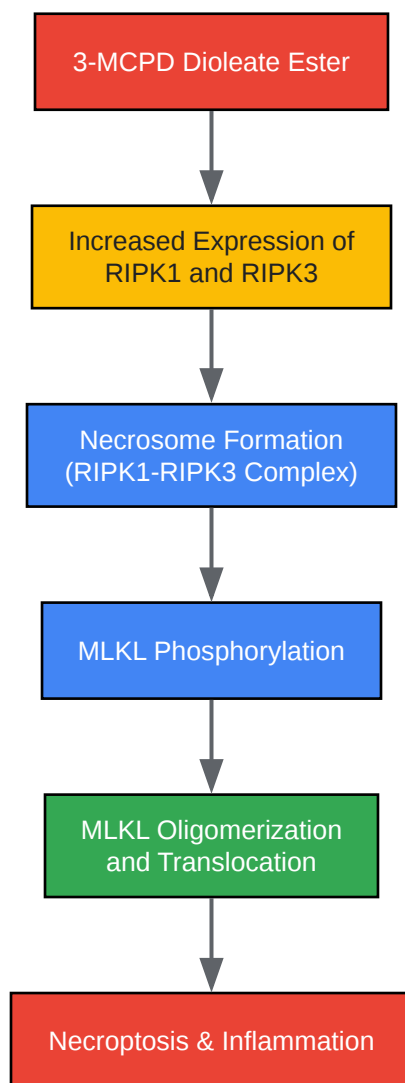 3-MCPD Dioleate Ester
Increased Expression of
RIPK1 and RIPK3
Necrosome Formation
(RIPK1-RIPK3 Complex)
MLKL Phosphorylation
MLKL Oligomerization
and Translocation
Necroptosis & Inflammation